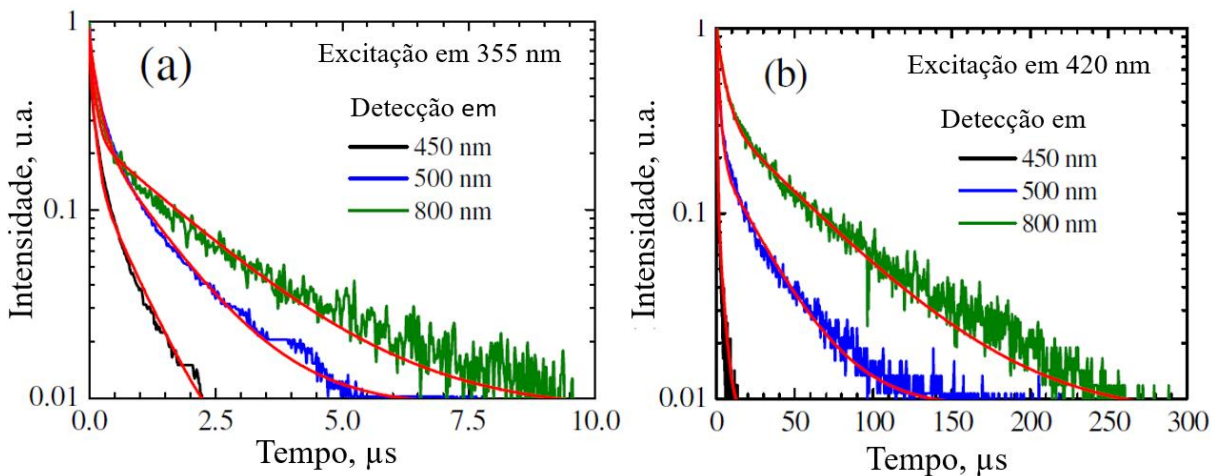 (a)
Excitação em 355 nm
Detecção em
450 nm
500 nm
800 nm
Intensidade, u.a.
1
0.1
0.01
0.0 2.5 5.0 7.5 10.0
Tempo, µs
(b)
Excitação em 420 nm
Detecção em
450 nm
500 nm
800 nm
Intensidade, u.a.
1
0.1
0.01
0 50 100 150 200 250 300
Tempo, µs